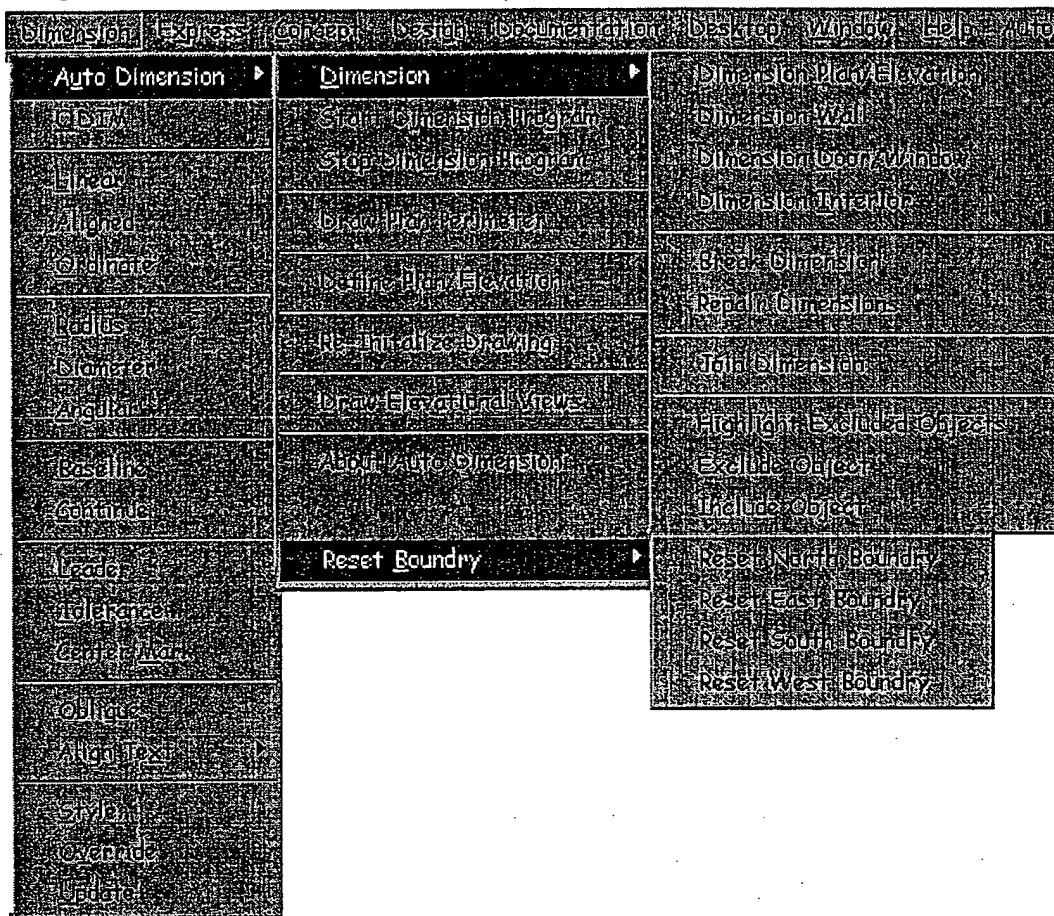 Dimension Express Concept Design Documentation Desktop Window Help Auto
Auto Dimension
QDIM
Linear
Aligned
Ordinate
Radius
Diameter
Angular
Baseline
Continue
Leader
Tolerance...
Center Mark
Oblique
Align Text
Style...
Override
Update
Dimension
Start Dimension Program
Stop Dimension Program
Draw Plan Perimeter
Define Plan/Elevation
Re-Initialize Drawing
Draw Elevational Views
About Auto Dimension
Reset Boundry
Dimension Plan/Elevation
Dimension Wall
Dimension Door/Window
Dimension Interior
Break Dimension
Repair Dimensions
Join Dimension
Highlight Excluded Objects
Exclude Object
Include Object
Reset North Boundry
Reset East Boundry
Reset South Boundry
Reset West Boundry